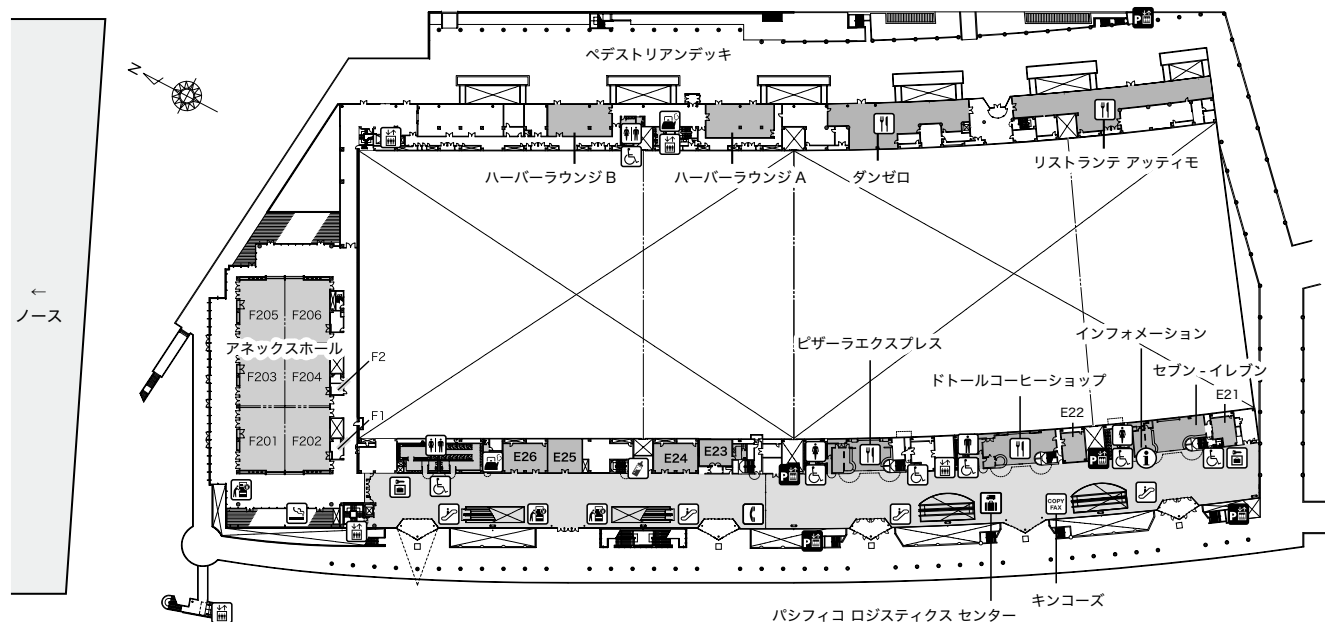 ペデストリアンデッキ
N
ハーバーラウンジ B
ハーバーラウンジ A
ダンゼロ
リストランテ アッティモ
←
ノース
F205
F206
アネックスホール
F203
F204
F2
F201
F202
F1
ピザーラエクスプレス
インフォメーション
ドトールコーヒーショップ
セブン-イレブン
E21
E22
E26
E25
E24
E23
P
P
P
P
P
i
COPY
FAX
パシフィコ ロジスティクス センター
キンコーズ